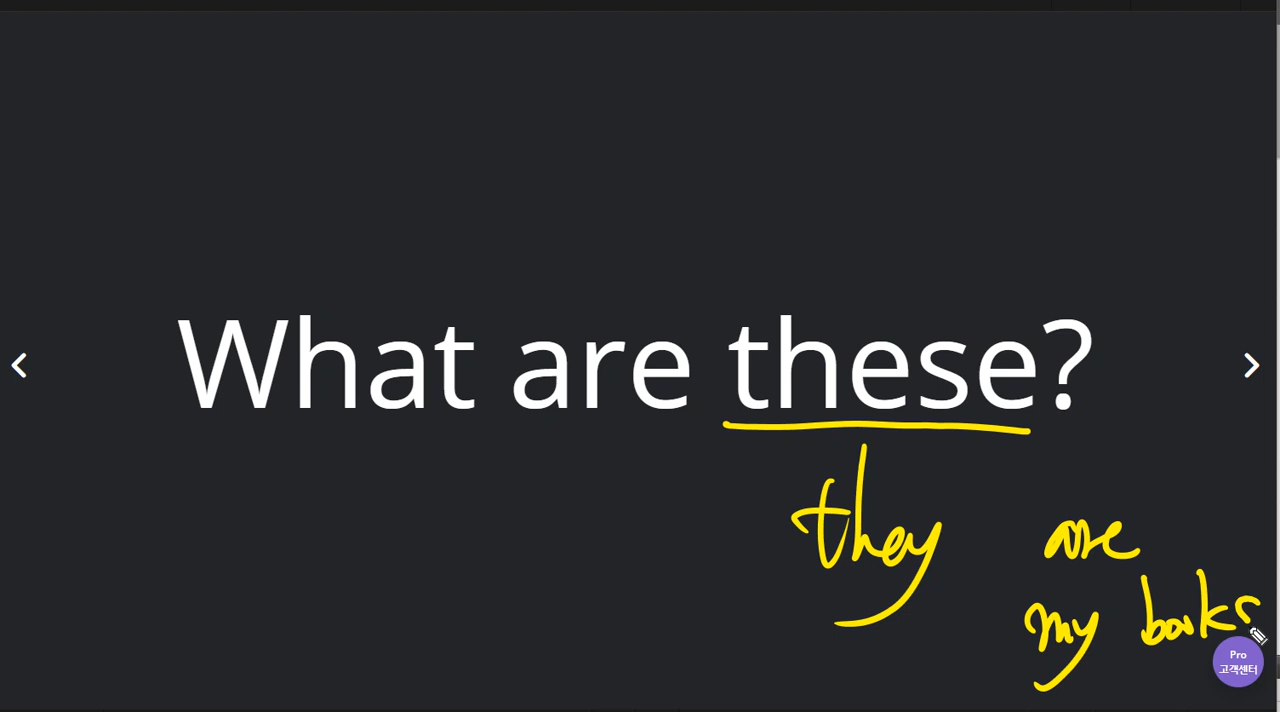 What are these?
they are
my books
Pro
고객센터